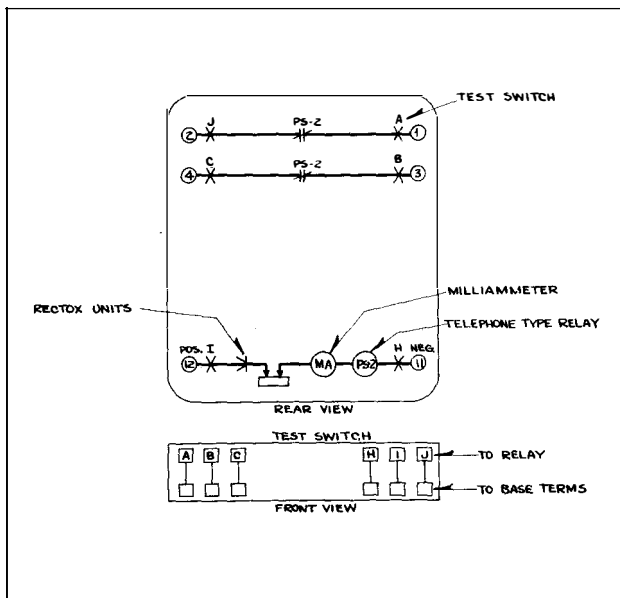 TEST SWITCH
J PS-2 A
2 1
C PS-2 B
4 3
MILLIAMMETER
RECTOX UNITS
TELEPHONE TYPE RELAY
POS. I H NEG.
12 MA PS2 11
REAR VIEW
TEST SWITCH
A B C H I J TO RELAY
TO BASE TERMS
FRONT VIEW